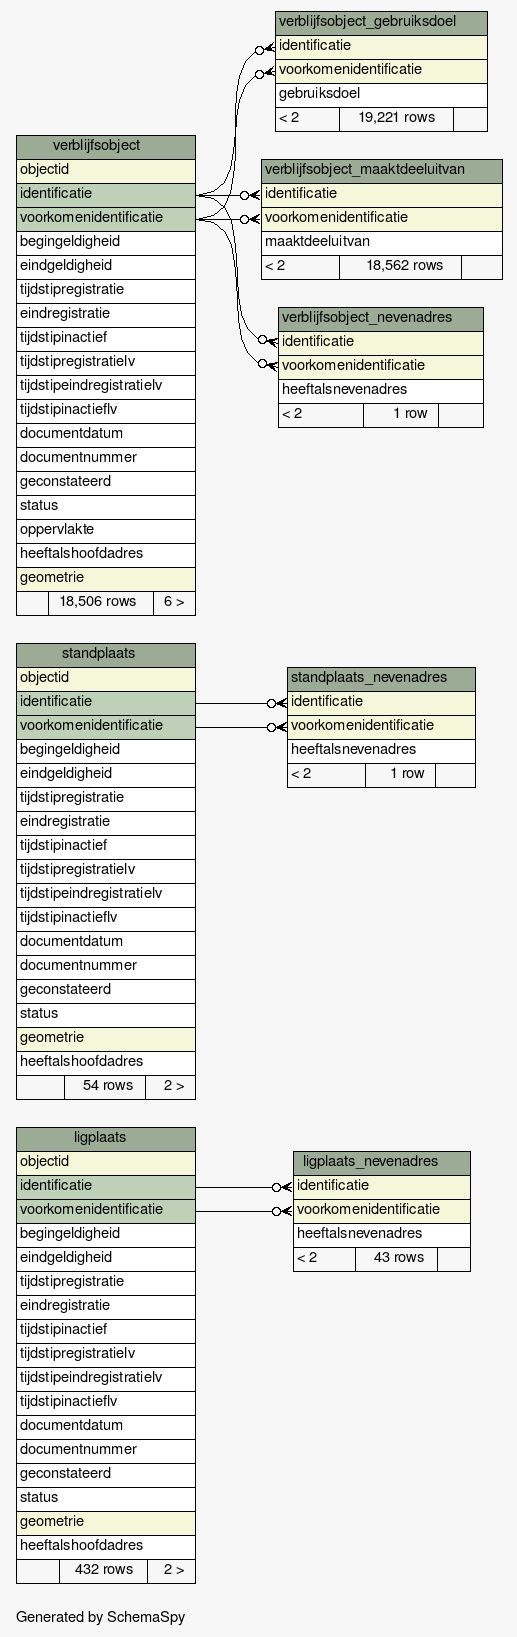 verblijfsobject_gebruiksdoel
identificatie
voorkomenidentificatie
gebruiksdoel
< 2 19,221 rows
verblijfsobject
objectid
identificatie
voorkomenidentificatie
begingeldigheid
eindgeldigheid
tijdstipregistratie
eindregistratie
tijdstipinactief
tijdstipregistratielv
tijdstipeindregistratielv
tijdstipinactieflv
documentdatum
documentnummer
geconstateerd
status
oppervlakte
heeftalshoofdadres
geometrie
18,506 rows 6 >
verblijfsobject_maaktdeeluitvan
identificatie
voorkomenidentificatie
maaktdeeluitvan
< 2 18,562 rows
verblijfsobject_nevenadres
identificatie
voorkomenidentificatie
heeftalsnevenadres
< 2 1 row
standplaats
objectid
identificatie
voorkomenidentificatie
begingeldigheid
eindgeldigheid
tijdstipregistratie
eindregistratie
tijdstipinactief
tijdstipregistratielv
tijdstipeindregistratielv
tijdstipinactieflv
documentdatum
documentnummer
geconstateerd
status
geometrie
heeftalshoofdadres
54 rows 2 >
standplaats_nevenadres
identificatie
voorkomenidentificatie
heeftalsnevenadres
< 2 1 row
ligplaats
objectid
identificatie
voorkomenidentificatie
begingeldigheid
eindgeldigheid
tijdstipregistratie
eindregistratie
tijdstipinactief
tijdstipregistratielv
tijdstipeindregistratielv
tijdstipinactieflv
documentdatum
documentnummer
geconstateerd
status
geometrie
heeftalshoofdadres
432 rows 2 >
ligplaats_nevenadres
identificatie
voorkomenidentificatie
heeftalsnevenadres
< 2 43 rows
Generated by SchemaSpy